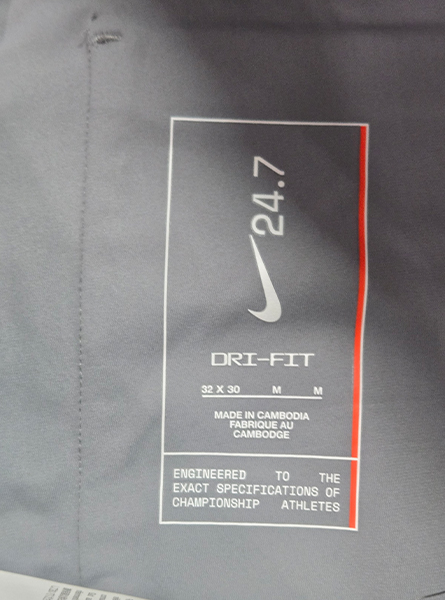 24.7
DRI-FIT
32 X 30 M M
MADE IN CAMBODIA
FABRIQUE AU
CAMBODGE
ENGINEERED TO THE
EXACT SPECIFICATIONS OF
CHAMPIONSHIP ATHLETES